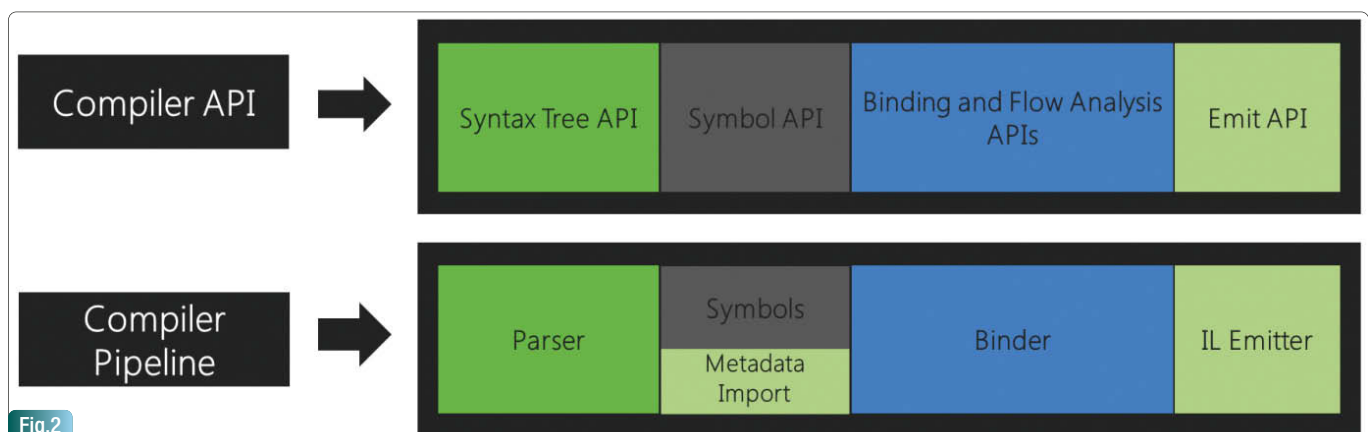 Compiler API
Syntax Tree API
Symbol API
Binding and Flow Analysis
APIs
Emit API
Compiler
Pipeline
Parser
Symbols
Metadata
Import
Binder
IL Emitter
Fig.2